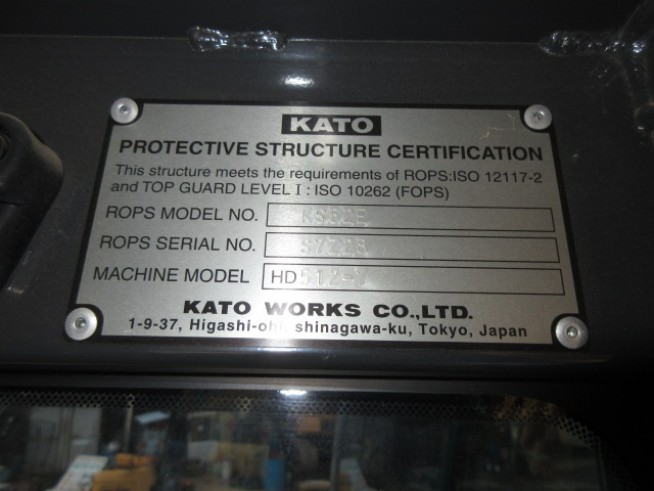 KATO
PROTECTIVE STRUCTURE CERTIFICATION
This structure meets the requirements of ROPS:ISO 12117-2
and TOP GUARD LEVEL I : ISO 10262 (FOPS)
ROPS MODEL NO.
ROPS SERIAL NO.
MACHINE MODEL HD
KATO WORKS CO.,LTD.
1-9-37, Higashi-ohi, shinagawa-ku, Tokyo, Japan